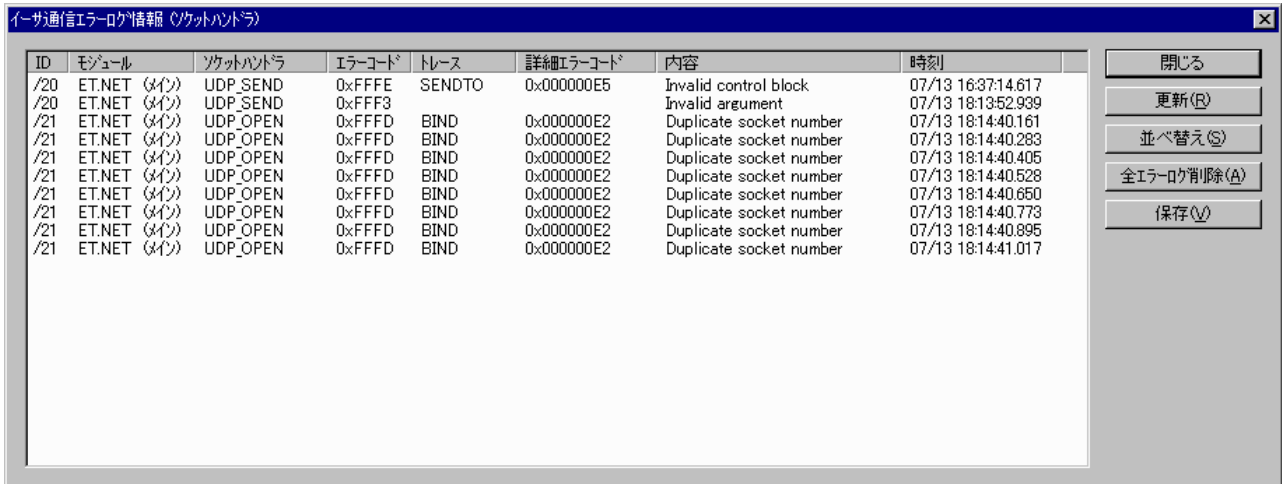 イーサ通信エラーログ情報（ソケットハンドラ）
ID モジュール ソケットハンドラ エラーコード トレース 詳細エラーコード 内容 時刻
/20 ET.NET （メイン） UDP_SEND 0xFFFE SENDTO 0x000000E5 Invalid control block 07/13 16:37:14.617
/20 ET.NET （メイン） UDP_SEND 0xFFF3 Invalid argument 07/13 18:13:52.939
/21 ET.NET （メイン） UDP_OPEN 0xFFFD BIND 0x000000E2 Duplicate socket number 07/13 18:14:40.161
/21 ET.NET （メイン） UDP_OPEN 0xFFFD BIND 0x000000E2 Duplicate socket number 07/13 18:14:40.283
/21 ET.NET （メイン） UDP_OPEN 0xFFFD BIND 0x000000E2 Duplicate socket number 07/13 18:14:40.405
/21 ET.NET （メイン） UDP_OPEN 0xFFFD BIND 0x000000E2 Duplicate socket number 07/13 18:14:40.528
/21 ET.NET （メイン） UDP_OPEN 0xFFFD BIND 0x000000E2 Duplicate socket number 07/13 18:14:40.650
/21 ET.NET （メイン） UDP_OPEN 0xFFFD BIND 0x000000E2 Duplicate socket number 07/13 18:14:40.773
/21 ET.NET （メイン） UDP_OPEN 0xFFFD BIND 0x000000E2 Duplicate socket number 07/13 18:14:40.895
/21 ET.NET （メイン） UDP_OPEN 0xFFFD BIND 0x000000E2 Duplicate socket number 07/13 18:14:41.017
閉じる
更新(R)
並べ替え(S)
全エラーログ削除(A)
保存(V)